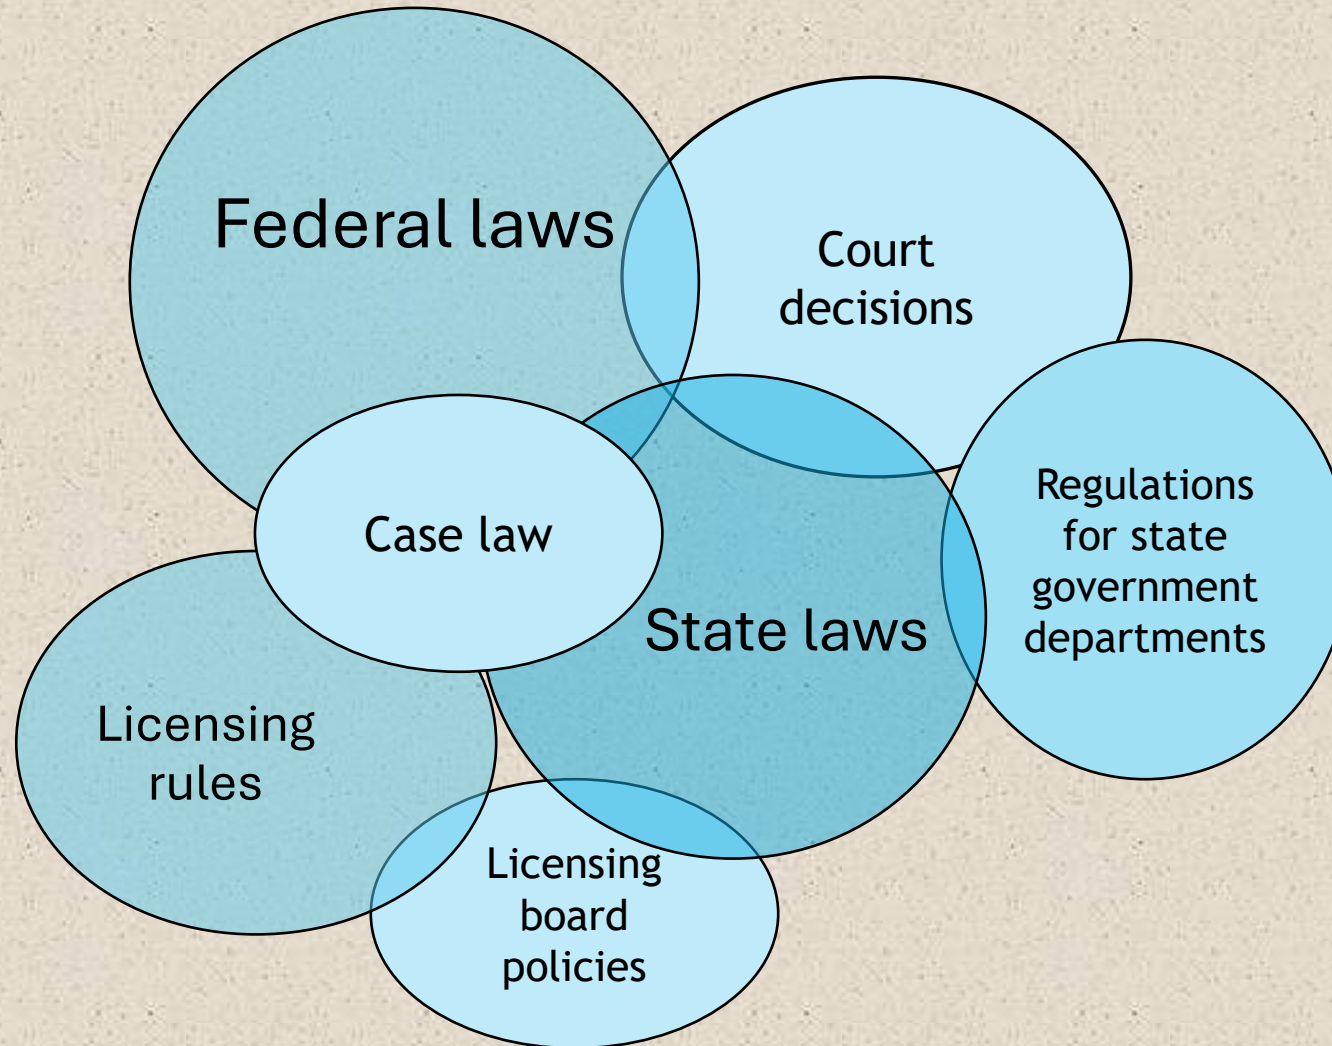 Federal laws
Court
decisions
Regulations
for state
government
departments
Case law
State laws
Licensing
rules
Licensing
board
policies